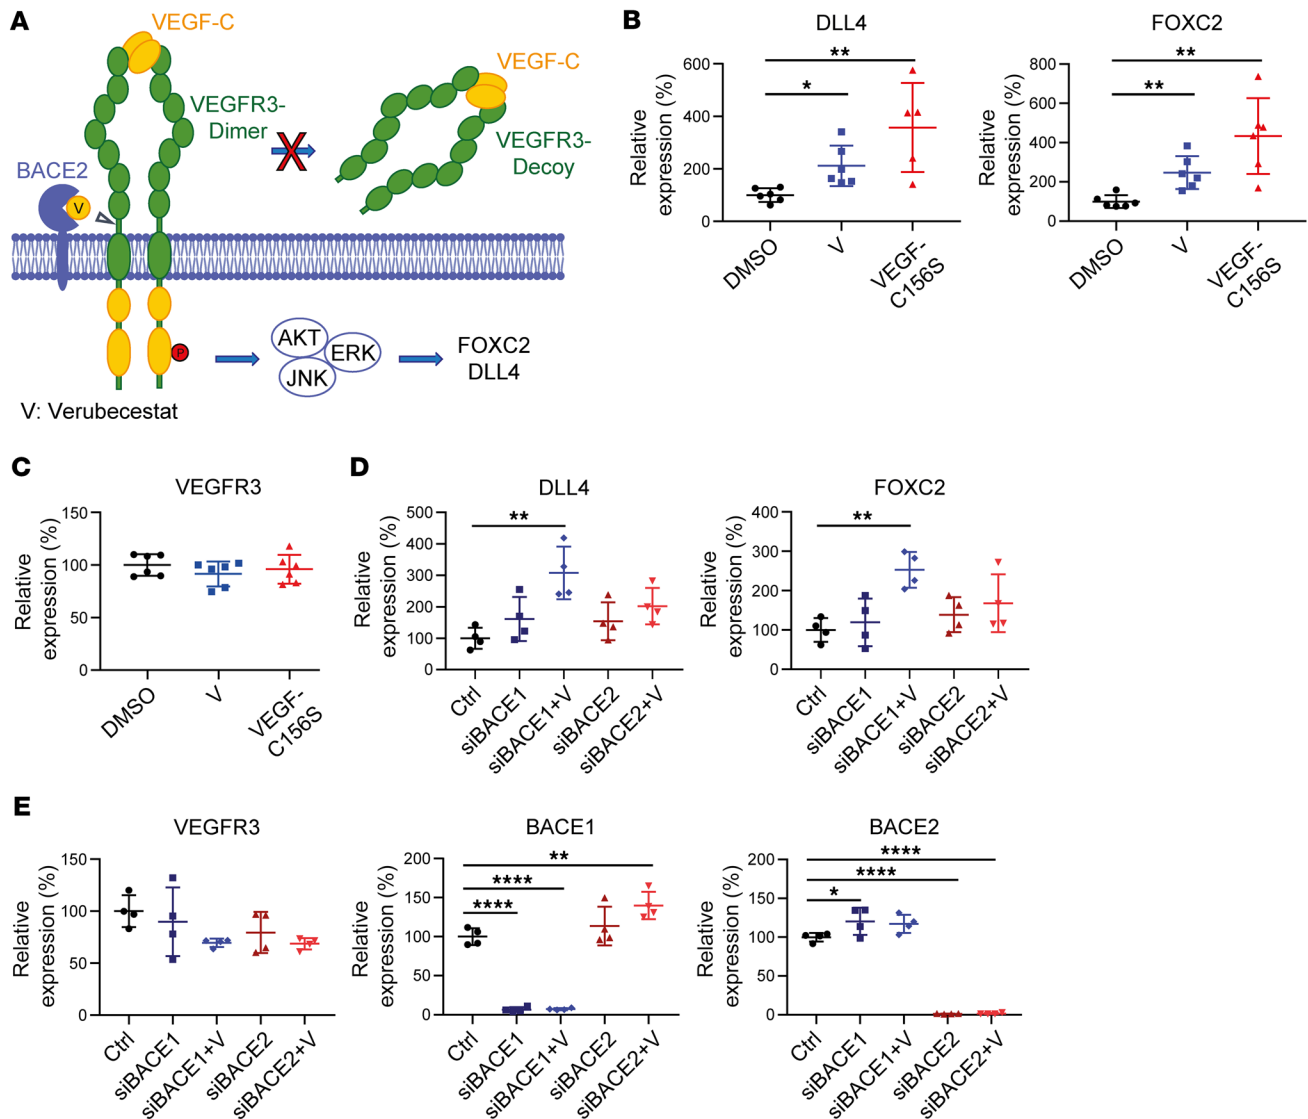 A
VEGF-C
VEGF-C
VEGFR3-
Dimer
X
VEGFR3-
Decoy
BACE2
V
P
AKT
ERK
JNK
FOXC2
DLL4
V: Verubecestat
B
DLL4
Relative
expression (%)
600
400
200
0
**
*
DMSO
V
VEGF-
C156S
FOXC2
Relative
expression (%)
800
600
400
200
0
**
**
DMSO
V
VEGF-
C156S
C
VEGFR3
Relative
expression (%)
150
100
50
0
DMSO
V
VEGF-
C156S
D
DLL4
Relative
expression (%)
500
400
300
200
100
0
**
Ctrl
siBACE1
siBACE1+V
siBACE2
siBACE2+V
FOXC2
Relative
expression (%)
400
300
200
100
0
**
Ctrl
siBACE1
siBACE1+V
siBACE2
siBACE2+V
E
VEGFR3
Relative
expression (%)
150
100
50
0
Ctrl
siBACE1
siBACE1+V
siBACE2
siBACE2+V
BACE1
Relative
expression (%)
200
150
100
50
0
**
****
****
Ctrl
siBACE1
siBACE1+V
siBACE2
siBACE2+V
BACE2
Relative
expression (%)
200
150
100
50
0
****
****
*
Ctrl
siBACE1
siBACE1+V
siBACE2
siBACE2+V